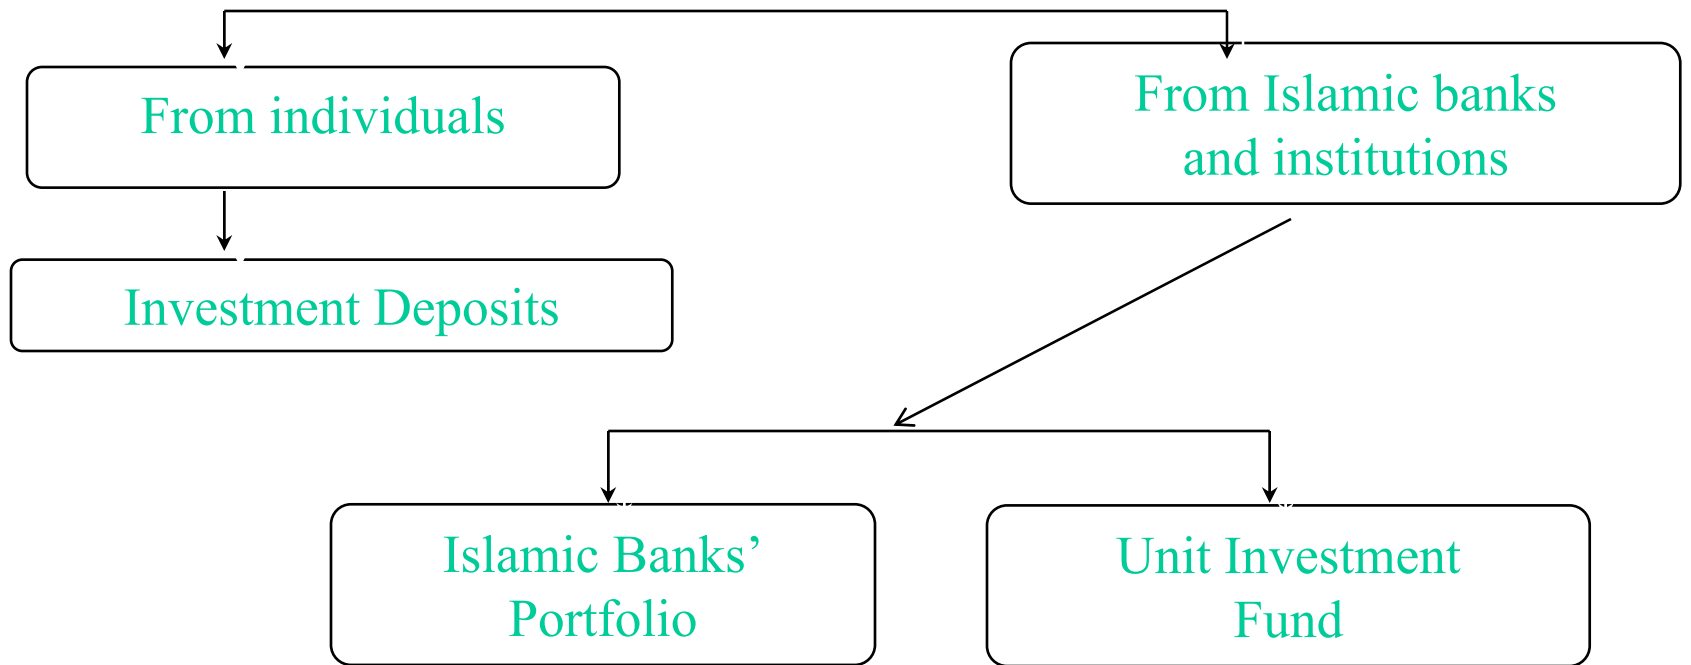 From individuals
From Islamic banks
and institutions
Investment Deposits
Islamic Banks’
Portfolio
Unit Investment
Fund